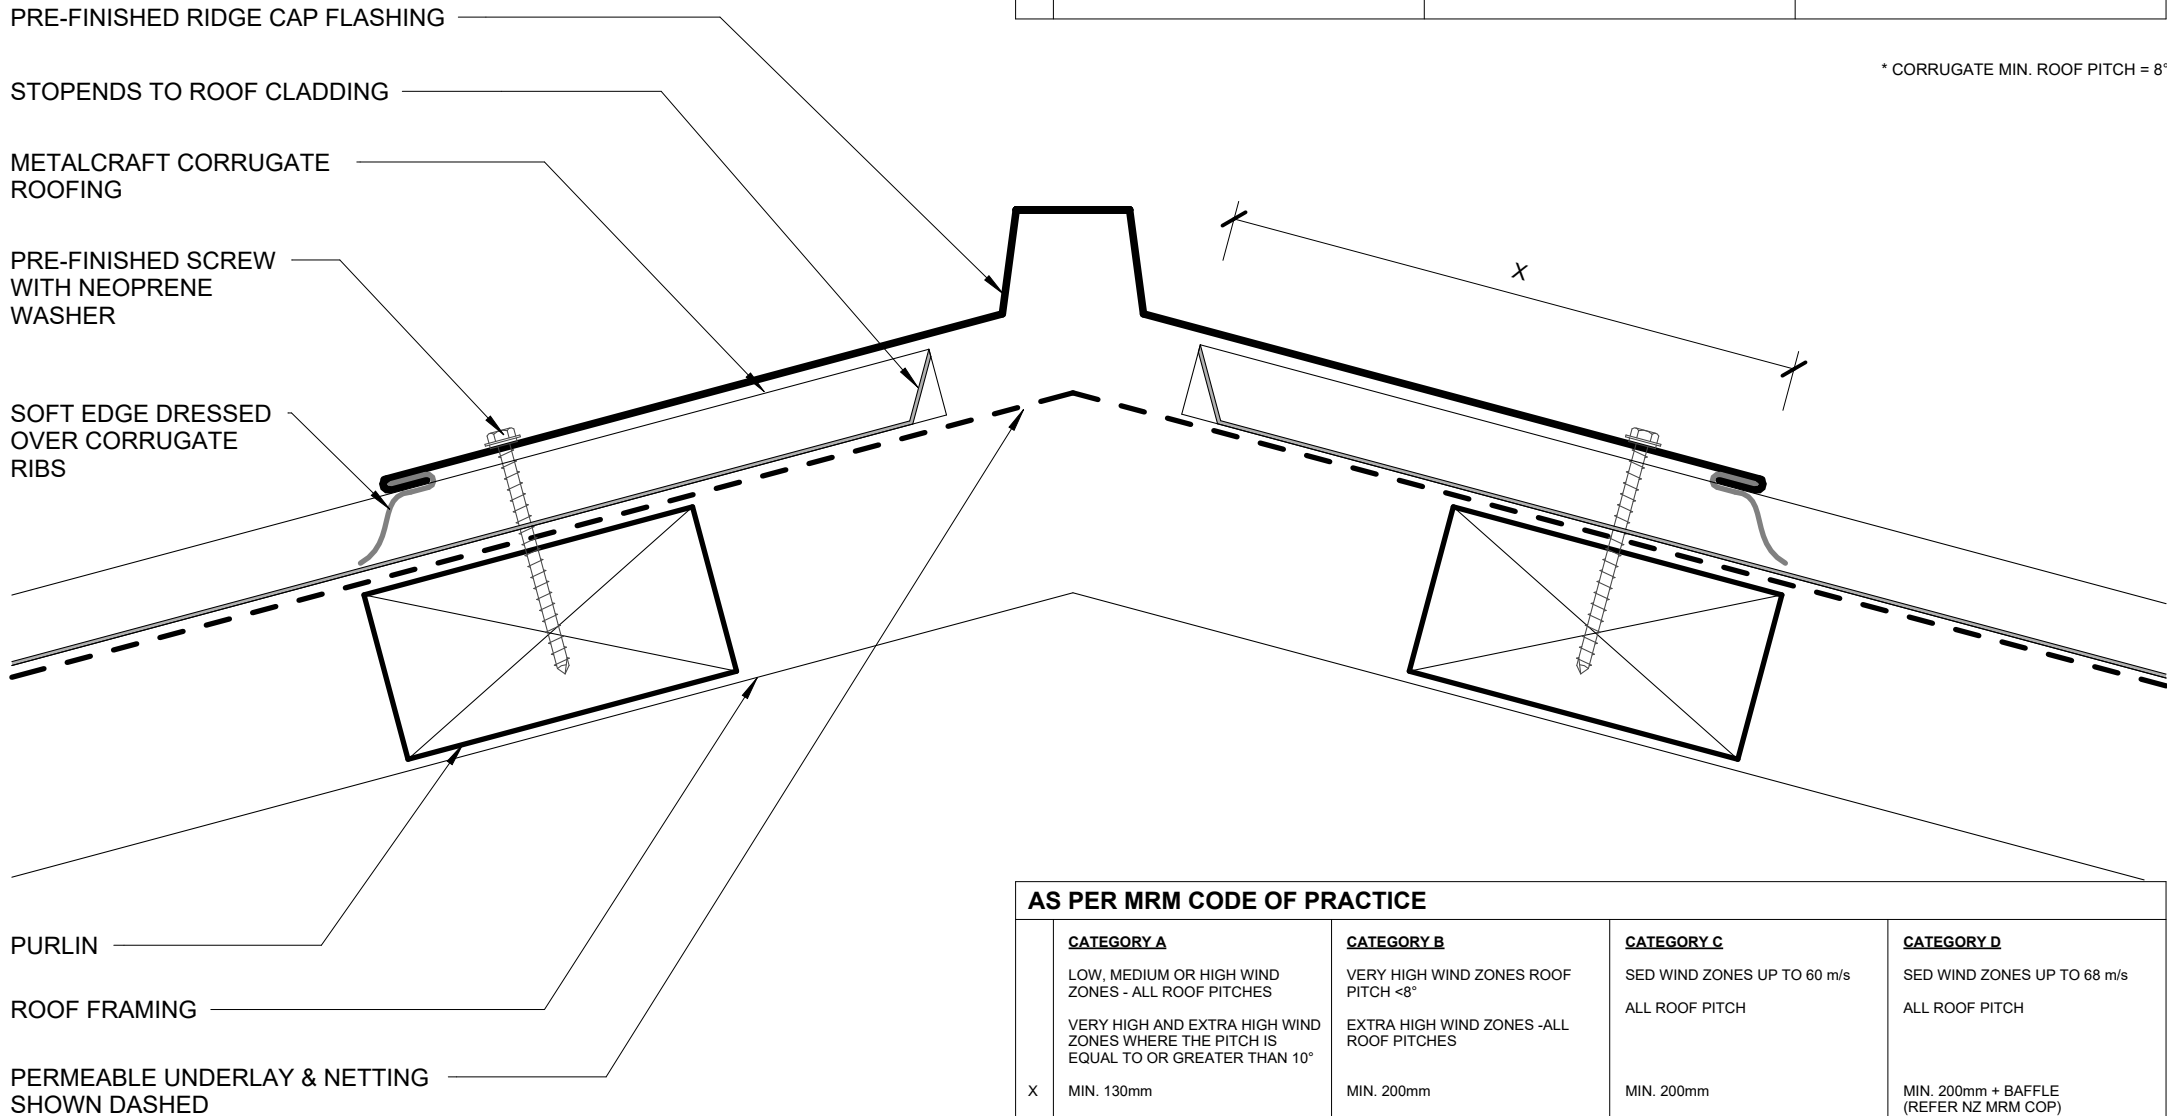 PRE-FINISHED RIDGE CAP FLASHING
STOPENDS TO ROOF CLADDING
METALCRAFT CORRUGATE
ROOFING
PRE-FINISHED SCREW
WITH NEOPRENE
WASHER
SOFT EDGE DRESSED
OVER CORRUGATE
RIBS
* CORRUGATE MIN. ROOF PITCH = 8°
X
PURLIN
ROOF FRAMING
PERMEABLE UNDERLAY & NETTING
SHOWN DASHED
AS PER MRM CODE OF PRACTICE
CATEGORY A
LOW, MEDIUM OR HIGH WIND
ZONES - ALL ROOF PITCHES
VERY HIGH AND EXTRA HIGH WIND
ZONES WHERE THE PITCH IS
EQUAL TO OR GREATER THAN 10°
CATEGORY B
VERY HIGH WIND ZONES ROOF
PITCH <8°
EXTRA HIGH WIND ZONES -ALL
ROOF PITCHES
CATEGORY C
SED WIND ZONES UP TO 60 m/s
ALL ROOF PITCH
CATEGORY D
SED WIND ZONES UP TO 68 m/s
ALL ROOF PITCH
X
MIN. 130mm
MIN. 200mm
MIN. 200mm
MIN. 200mm + BAFFLE
(REFER NZ MRM COP)